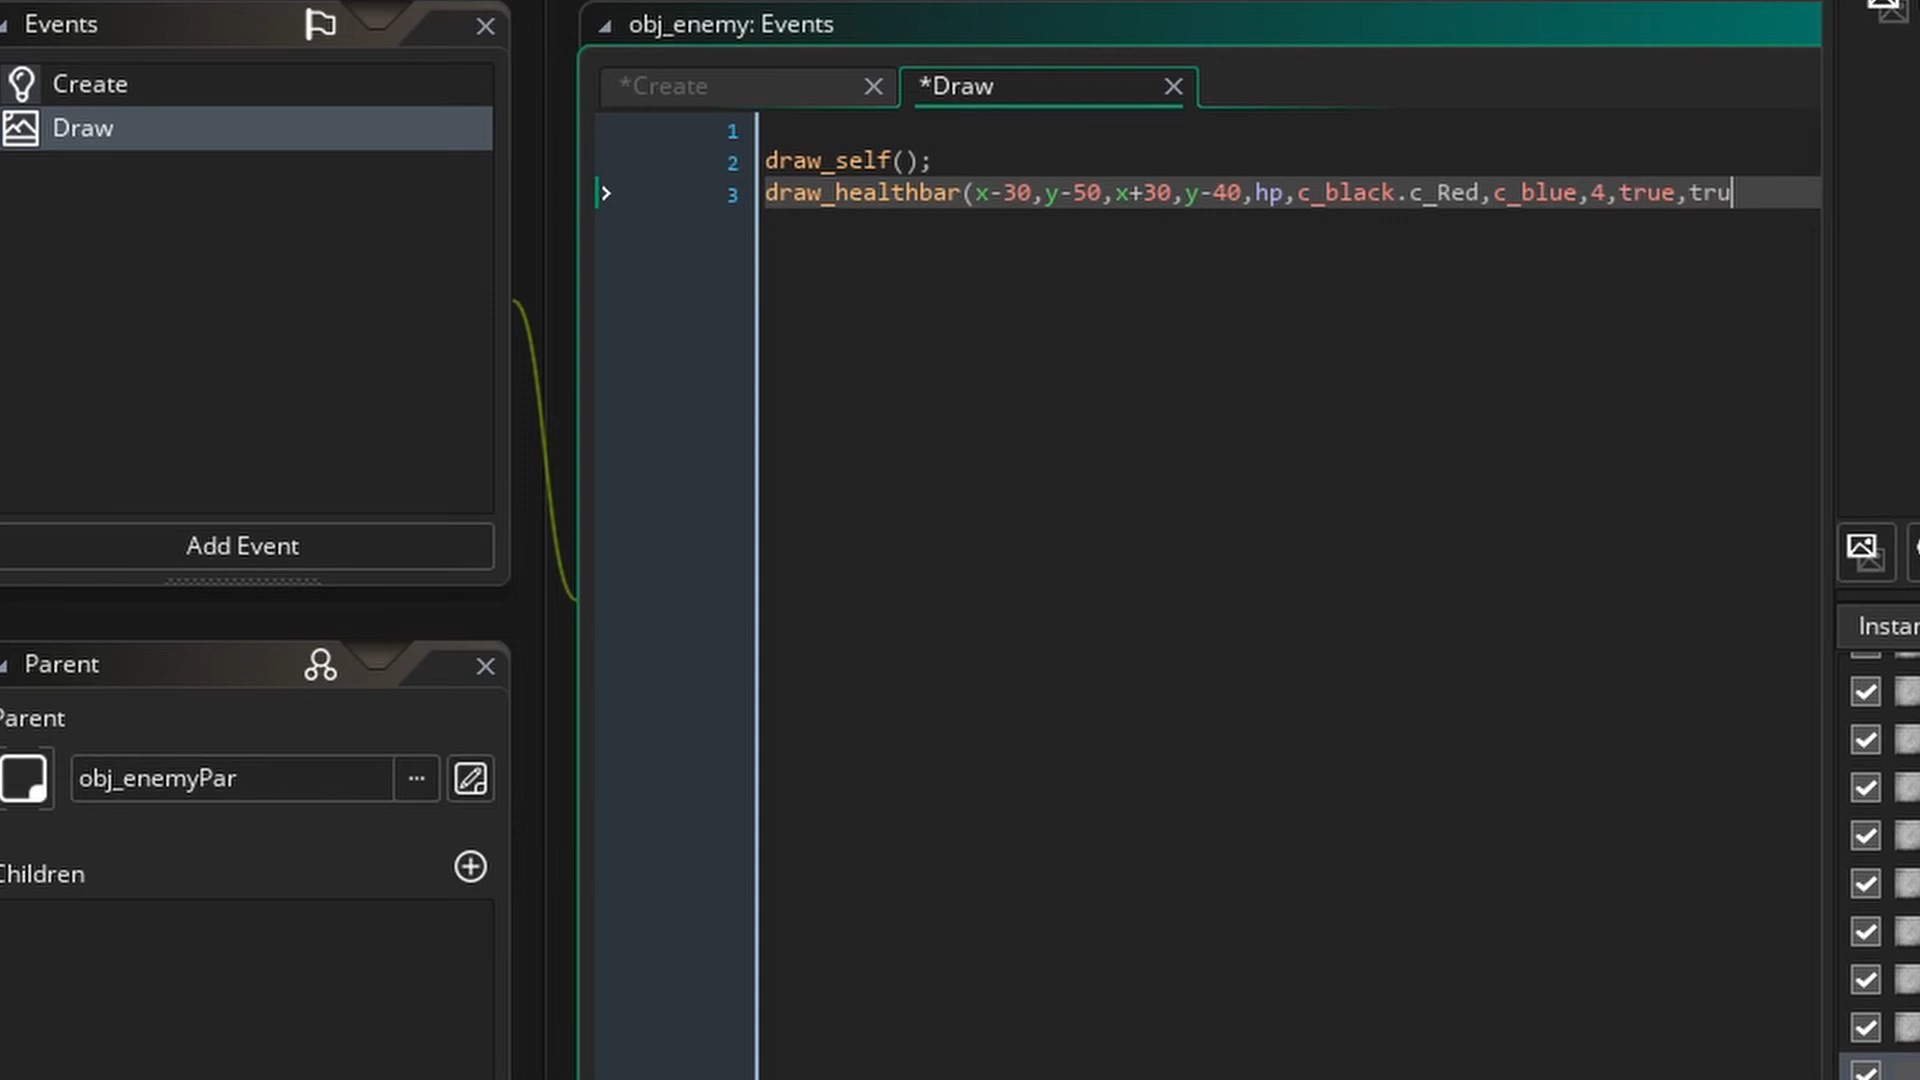 Events
Create
Draw
Add Event
Parent
Parent
obj_enemyPar
...
Children
obj_enemy: Events
*Create
*Draw
1
2 draw_self();
3 draw_healthbar(x-30,y-50,x+30,y-40,hp,c_black.c_Red,c_blue,4,true,tru
Instan